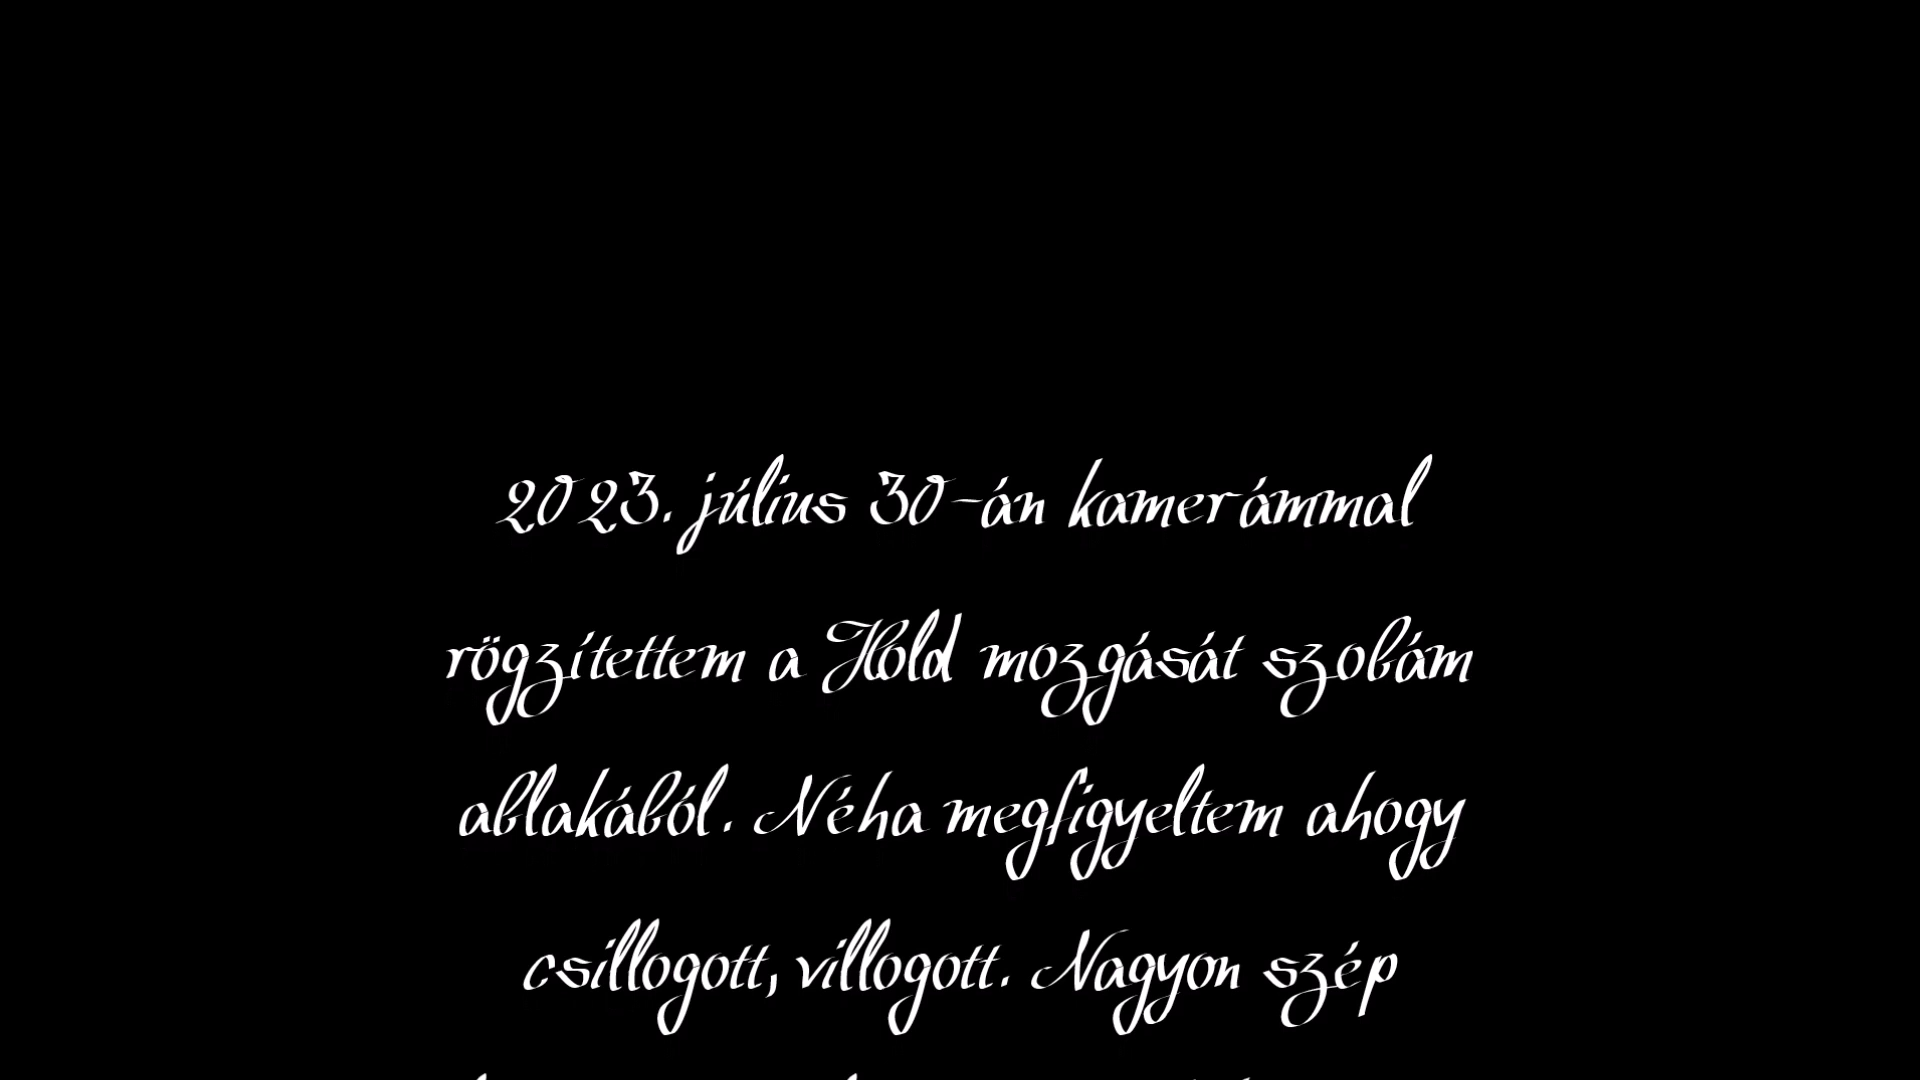 2023. július 30-án kamerámmal
rögzítettem a Hold mozgását szobám
ablakából. Néha megfigyeltem ahogy
csillogott, villogott. Nagyon szép